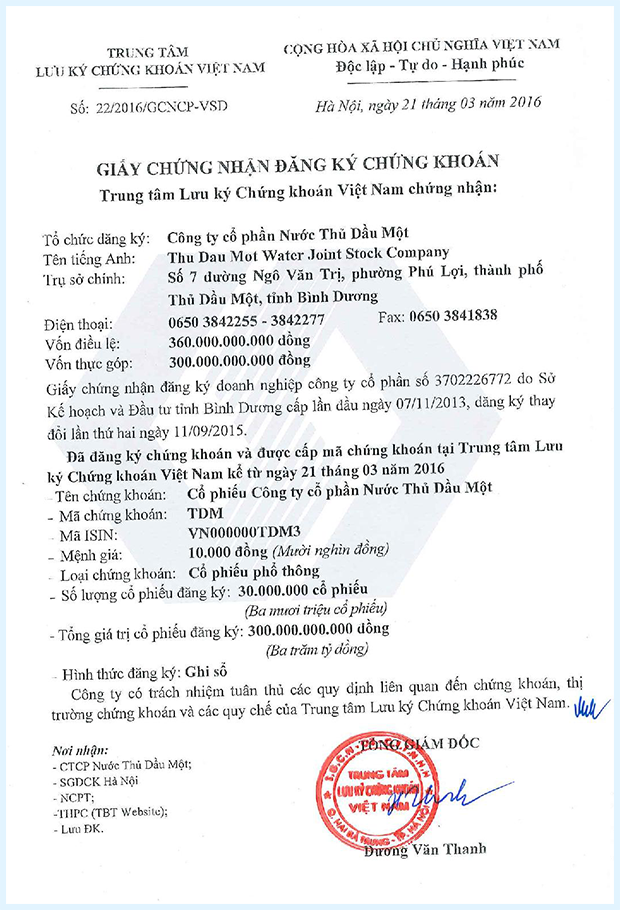 TRUNG TÂM
LƯU KÝ CHỨNG KHOÁN VIỆT NAM
CỘNG HÒA XÃ HỘI CHỦ NGHĨA VIỆT NAM
Độc lập - Tự do - Hạnh phúc
Số: 22/2016/GCNCP-VSD
Hà Nội, ngày 21 tháng 03 năm 2016
GIẤY CHỨNG NHẬN ĐĂNG KÝ CHỨNG KHOÁN
Trung tâm Lưu ký Chứng khoán Việt Nam chứng nhận:
Tổ chức đăng ký: Công ty cổ phần Nước Thủ Dầu Một
Tên tiếng Anh: Thu Dau Mot Water Joint Stock Company
Trụ sở chính: Số 7 đường Ngô Văn Trị, phường Phú Lợi, thành phố
Thủ Dầu Một, tỉnh Bình Dương
Điện thoại: 0650 3842255 - 3842277 Fax: 0650 3841838
Vốn điều lệ: 360.000.000.000 đồng
Vốn thực góp: 300.000.000.000 đồng
Giấy chứng nhận đăng ký doanh nghiệp công ty cổ phần số 3702226772 do Sở
Kế hoạch và Đầu tư tỉnh Bình Dương cấp lần đầu ngày 07/11/2013, đăng ký thay
đổi lần thứ hai ngày 11/09/2015.
Đã đăng ký chứng khoán và được cấp mã chứng khoán tại Trung tâm Lưu
ký Chứng khoán Việt Nam kể từ ngày 21 tháng 03 năm 2016
- Tên chứng khoán: Cổ phiếu Công ty cổ phần Nước Thủ Dầu Một
- Mã chứng khoán: TDM
- Mã ISIN: VN000000TDM3
- Mệnh giá: 10.000 đồng (Mười nghìn đồng)
- Loại chứng khoán: Cổ phiếu phổ thông
- Số lượng cổ phiếu đăng ký: 30.000.000 cổ phiếu
(Ba mươi triệu cổ phiếu)
- Tổng giá trị cổ phiếu đăng ký: 300.000.000.000 đồng
(Ba trăm tỷ đồng)
- Hình thức đăng ký: Ghi sổ
Công ty có trách nhiệm tuân thủ các quy định liên quan đến chứng khoán, thị
trường chứng khoán và các quy chế của Trung tâm Lưu ký Chứng khoán Việt Nam.
Nơi nhận:
- CTCP Nước Thủ Dầu Một;
- SGDCK Hà Nội
- NCPT;
-THPC (TBT Website);
- Lưu ĐK.
TỔNG GIÁM ĐỐC
TRUNG TÂM
LƯU KÝ CHỨNG KHOÁN
VIỆT NAM
Q. HAI BÀ TRƯNG - TP. HÀ NỘI
Dương Văn Thanh